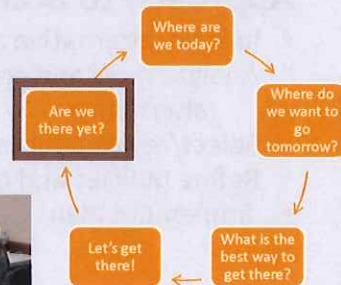 Where are
we today?
Where do
we want to
go
tomorrow?
What is the
best way to
get there?
Let's get
there!
Are we
there yet?